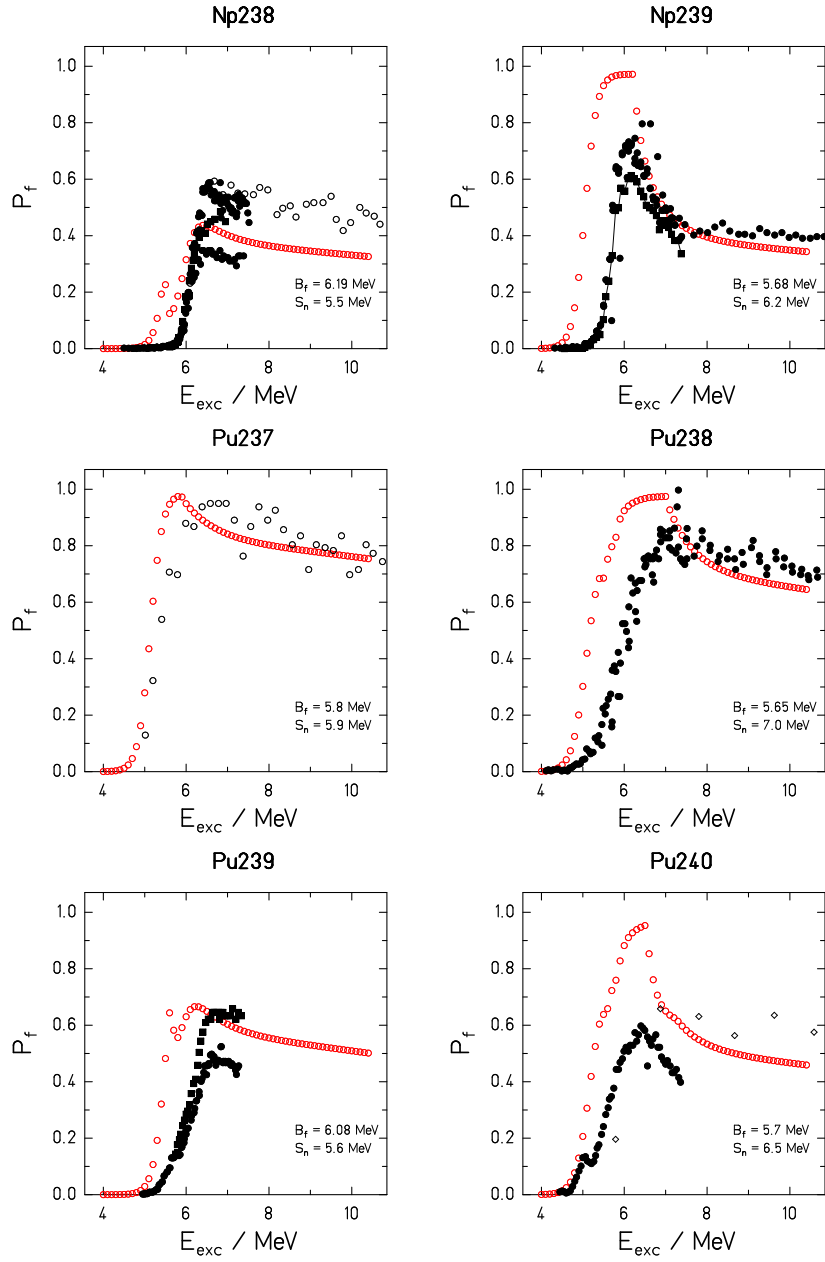 Np238
1.0
0.8
0.6
0.4
0.2
0.0
P_f
B_f = 6.19 MeV
S_n = 5.5 MeV
4 6 8 10
E_exc / MeV
Np239
1.0
0.8
0.6
0.4
0.2
0.0
P_f
B_f = 5.68 MeV
S_n = 6.2 MeV
4 6 8 10
E_exc / MeV
Pu237
1.0
0.8
0.6
0.4
0.2
0.0
P_f
B_f = 5.8 MeV
S_n = 5.9 MeV
4 6 8 10
E_exc / MeV
Pu238
1.0
0.8
0.6
0.4
0.2
0.0
P_f
B_f = 5.65 MeV
S_n = 7.0 MeV
4 6 8 10
E_exc / MeV
Pu239
1.0
0.8
0.6
0.4
0.2
0.0
P_f
B_f = 6.08 MeV
S_n = 5.6 MeV
4 6 8 10
E_exc / MeV
Pu240
1.0
0.8
0.6
0.4
0.2
0.0
P_f
B_f = 5.7 MeV
S_n = 6.5 MeV
4 6 8 10
E_exc / MeV